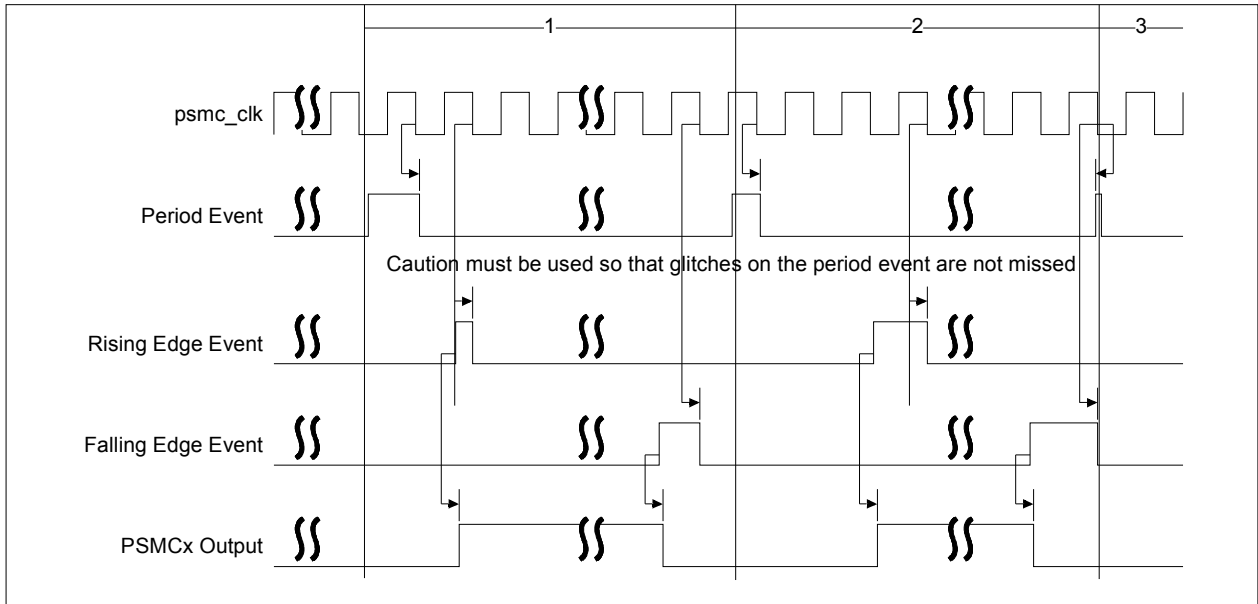 1
2
3
psmc_clk
Period Event
Caution must be used so that glitches on the period event are not missed
Rising Edge Event
Falling Edge Event
PSMCx Output